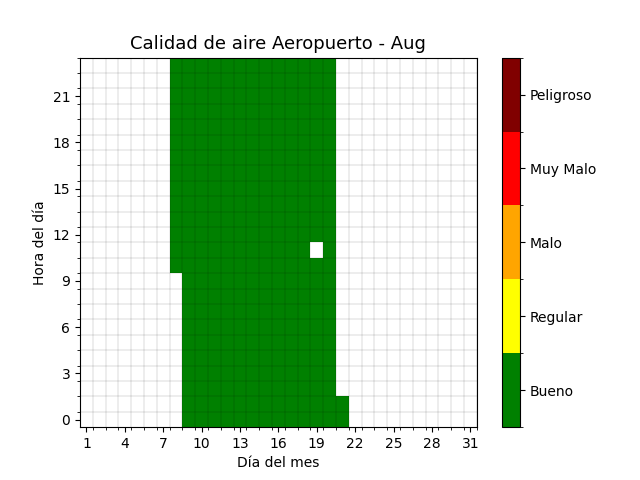 Calidad de aire Aeropuerto - Aug
Hora del día
21
18
15
12
9
6
3
0
1 4 7 10 13 16 19 22 25 28 31
Día del mes
Peligroso
Muy Malo
Malo
Regular
Bueno